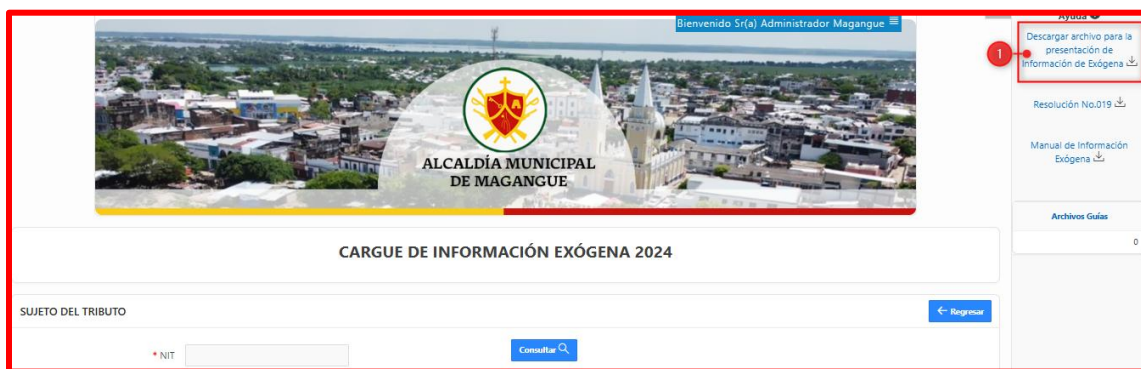 Bienvenido Sr(a) Administrador Magangue
ALCALDÍA MUNICIPAL
DE MAGANGUE
CARGUE DE INFORMACIÓN EXÓGENA 2024
SUJETO DEL TRIBUTO
← Regresar
* NIT
Consultar
Ayuda
1
Descargar archivo para la
presentación de
Información de Exógena
Resolución No.019
Manual de Información
Exógena
Archivos Guías
0